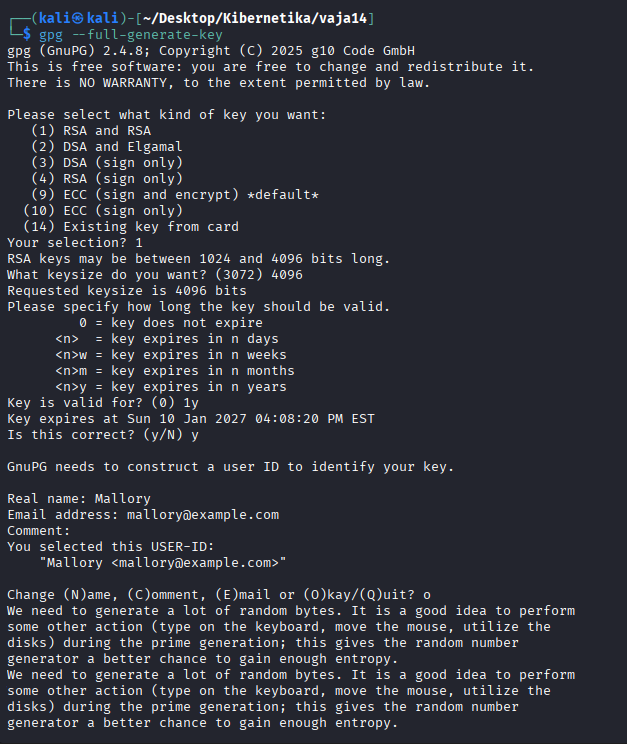 ┌──(kali㉿kali)-[~/Desktop/Kibernetika/vaja14]
└─$ gpg --full-generate-key
gpg (GnuPG) 2.4.8; Copyright (C) 2025 g10 Code GmbH
This is free software: you are free to change and redistribute it.
There is NO WARRANTY, to the extent permitted by law.

Please select what kind of key you want:
   (1) RSA and RSA
   (2) DSA and Elgamal
   (3) DSA (sign only)
   (4) RSA (sign only)
   (9) ECC (sign and encrypt) *default*
  (10) ECC (sign only)
  (14) Existing key from card
Your selection? 1
RSA keys may be between 1024 and 4096 bits long.
What keysize do you want? (3072) 4096
Requested keysize is 4096 bits
Please specify how long the key should be valid.
         0 = key does not expire
      <n>  = key expires in n days
      <n>w = key expires in n weeks
      <n>m = key expires in n months
      <n>y = key expires in n years
Key is valid for? (0) 1y
Key expires at Sun 10 Jan 2027 04:08:20 PM EST
Is this correct? (y/N) y

GnuPG needs to construct a user ID to identify your key.

Real name: Mallory
Email address: mallory@example.com
Comment:
You selected this USER-ID:
    "Mallory <mallory@example.com>"

Change (N)ame, (C)omment, (E)mail or (O)kay/(Q)uit? o
We need to generate a lot of random bytes. It is a good idea to perform
some other action (type on the keyboard, move the mouse, utilize the
disks) during the prime generation; this gives the random number
generator a better chance to gain enough entropy.
We need to generate a lot of random bytes. It is a good idea to perform
some other action (type on the keyboard, move the mouse, utilize the
disks) during the prime generation; this gives the random number
generator a better chance to gain enough entropy.